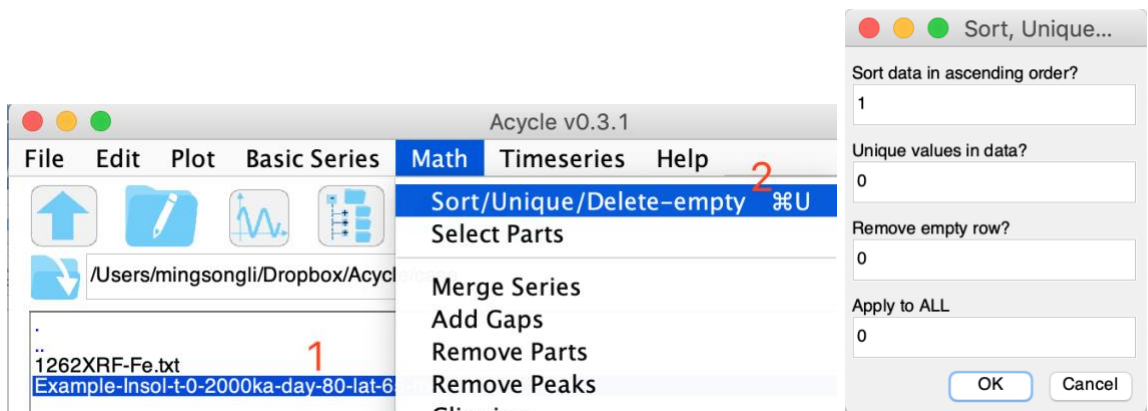 Acycle v0.3.1
File Edit Plot Basic Series Math Timeseries Help
2
Sort/Unique/Delete-empty ⌘U
Select Parts
/Users/mingsongli/Dropbox/Acycl
Merge Series
Add Gaps
Remove Parts
Remove Peaks
.
..
1262XRF-Fe.txt
1
Example-Insol-t-0-2000ka-day-80-lat-6
Sort, Unique...
Sort data in ascending order?
1
Unique values in data?
0
Remove empty row?
0
Apply to ALL
0
OK Cancel